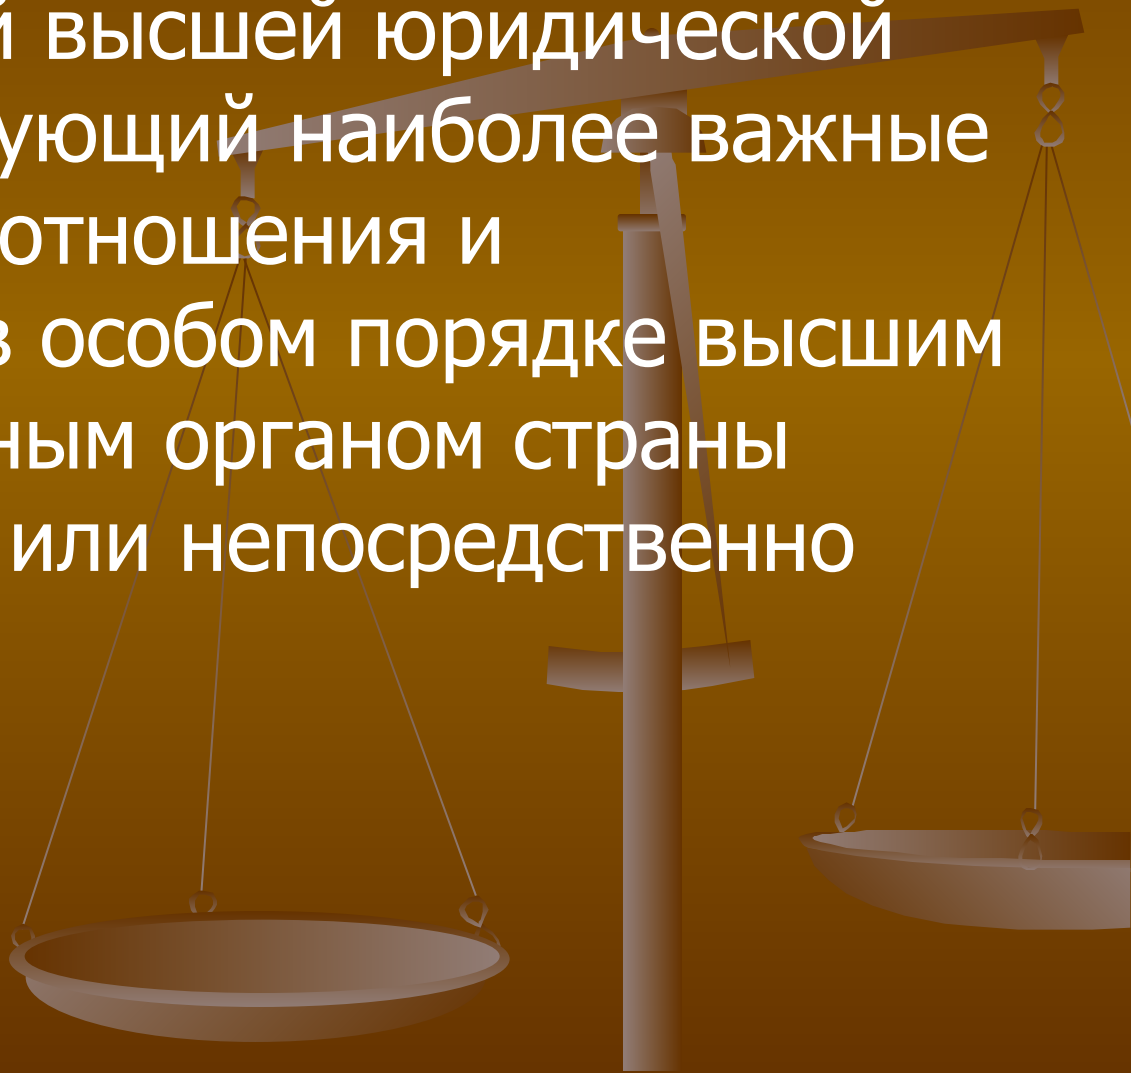 й высшей юридической
ующий наиболее важные
отношения и
в особом порядке высшим
ным органом страны
или непосредственно